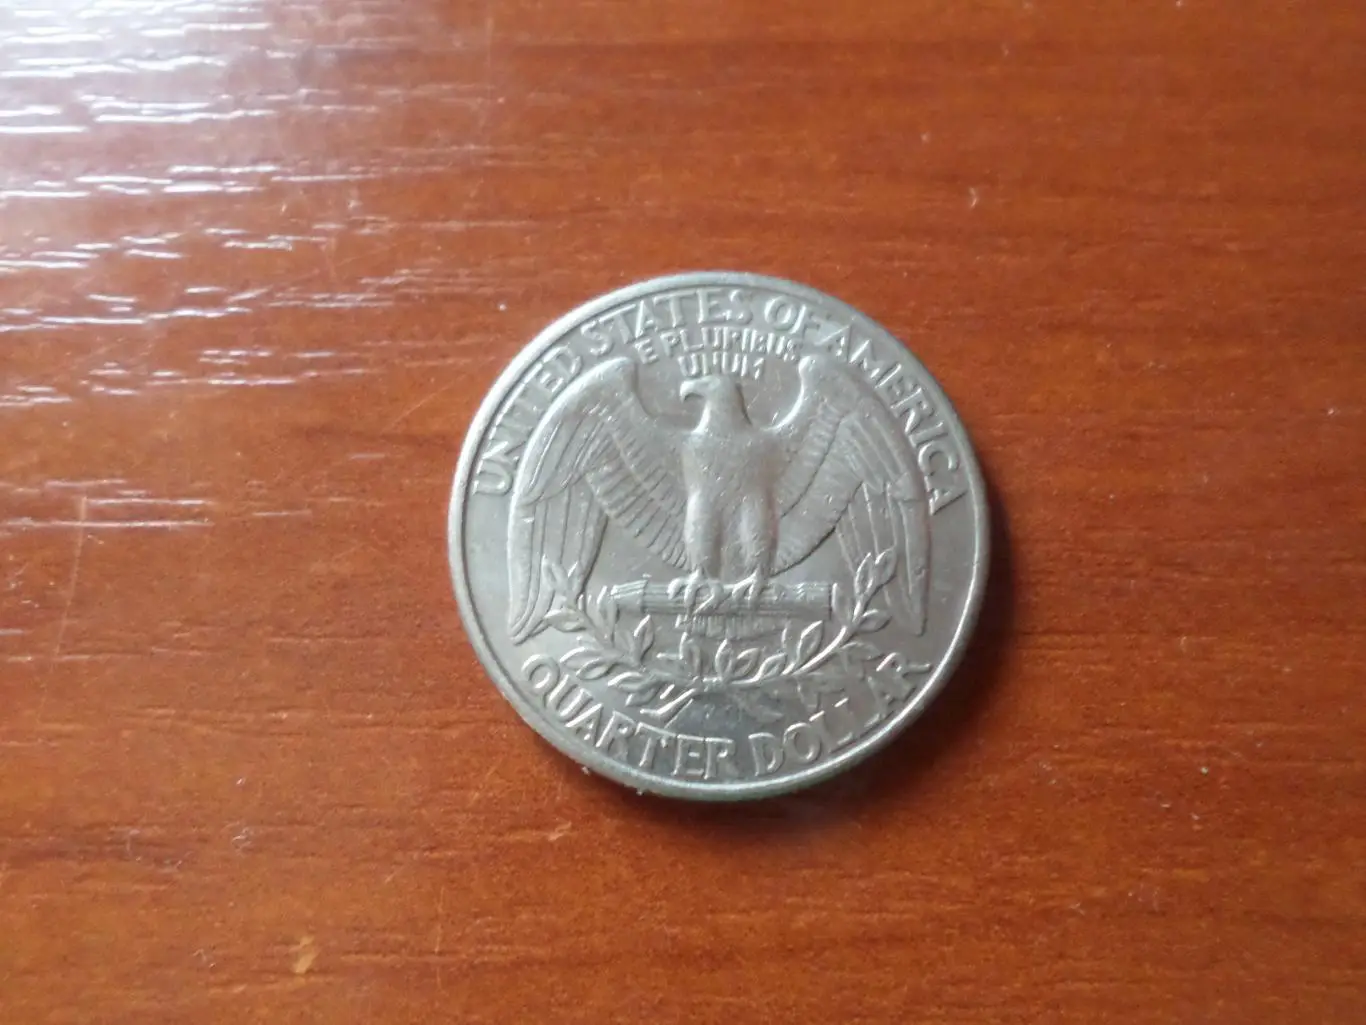 UNITED STATES OF AMERICA
E PLURIBUS
UNUM
QUARTER DOLLAR